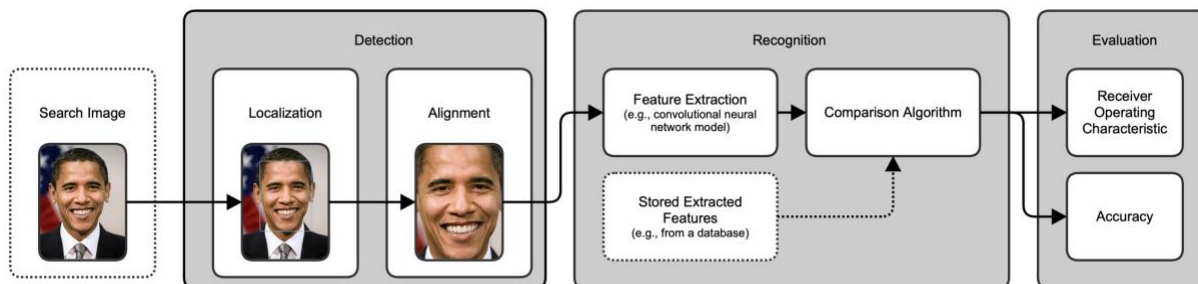 Detection
Recognition
Evaluation
Search Image
Localization
Alignment
Feature Extraction
(e.g., convolutional neural
network model)
Comparison Algorithm
Receiver
Operating
Characteristic
Stored Extracted
Features
(e.g., from a database)
Accuracy